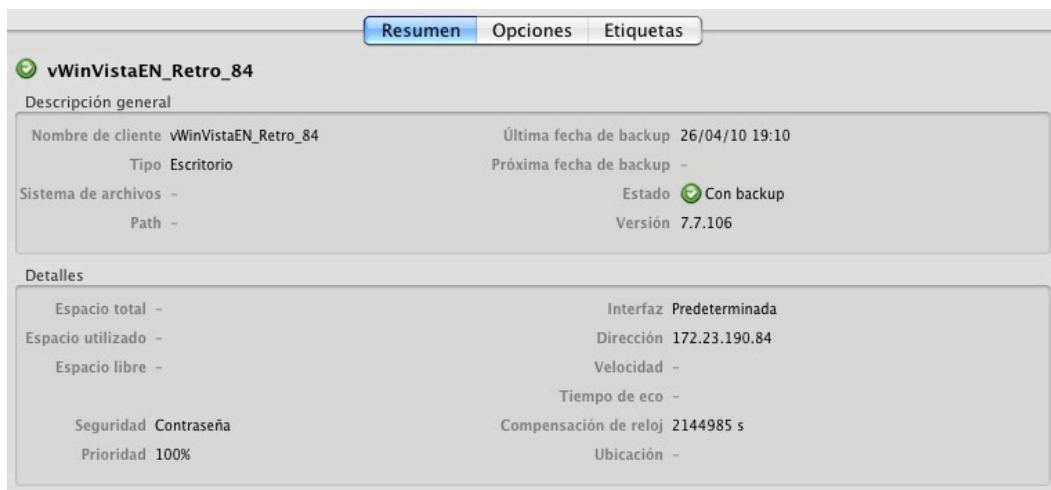 Resumen Opciones Etiquetas
vWinVistaEN_Retro_84
Descripción general
Nombre de cliente vWinVistaEN_Retro_84 Última fecha de backup 26/04/10 19:10
Tipo Escritorio Próxima fecha de backup -
Sistema de archivos - Estado Con backup
Path - Versión 7.7.106
Detalles
Espacio total - Interfaz Predeterminada
Espacio utilizado - Dirección 172.23.190.84
Espacio libre - Velocidad -
Tiempo de eco -
Seguridad Contraseña Compensación de reloj 2144985 s
Prioridad 100% Ubicación -